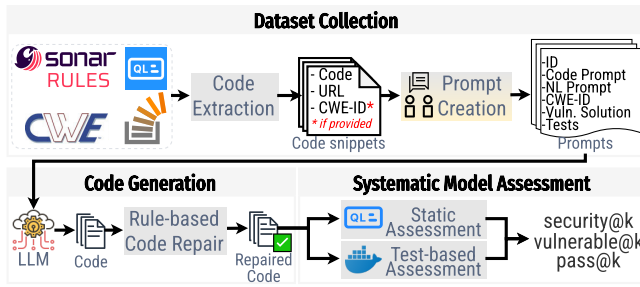 Dataset Collection
sonar
RULES
QL
CWE
Code
Extraction
- Code
- URL
- CWE-ID*
* if provided
Code snippets
Prompt
Creation
-ID
-Code Prompt
-NL Prompt
-CWE-ID
-Vuln. Solution
-Tests
Prompts
Code Generation
LLM
Code
Rule-based
Code Repair
Repaired
Code
Systematic Model Assessment
QL
Static
Assessment
Test-based
Assessment
security@k
vulnerable@k
pass@k